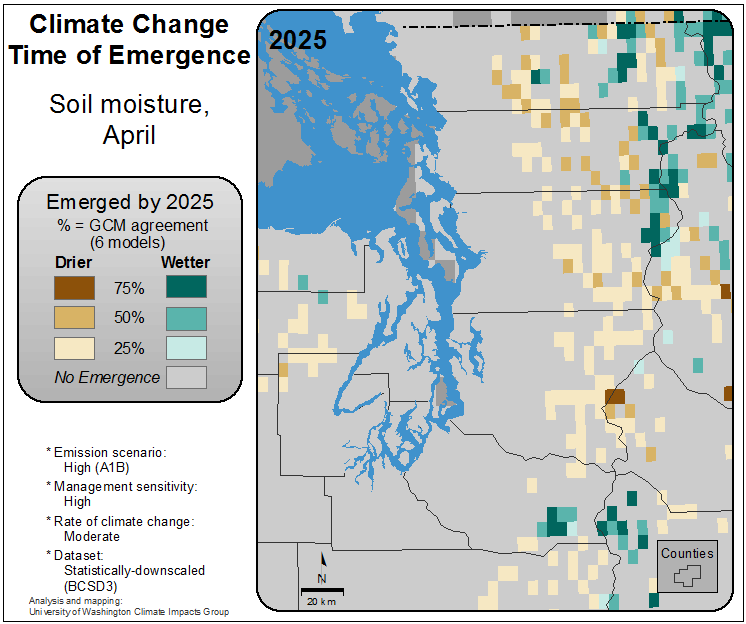 Climate Change
Time of Emergence
Soil moisture,
April
Emerged by 2025
% = GCM agreement
(6 models)
Drier Wetter
75%
50%
25%
No Emergence
* Emission scenario:
High (A1B)
* Management sensitivity:
High
* Rate of climate change:
Moderate
* Dataset:
Statistically-downscaled
(BCSD3)
Analysis and mapping:
University of Washington Climate Impacts Group
2025
N
20 km
Counties